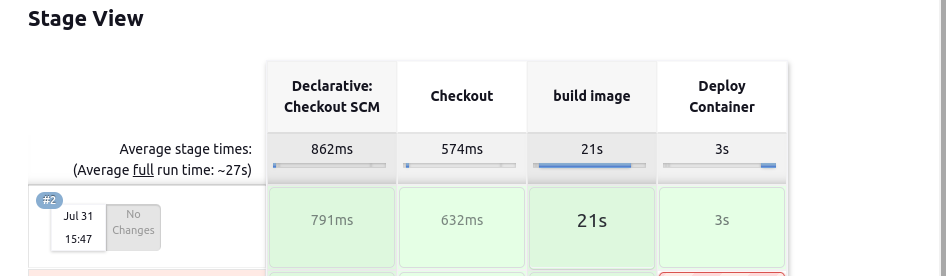 Stage View
Declarative:
Checkout SCM
Checkout
build image
Deploy
Container
Average stage times:
(Average full run time: ~27s)
862ms
574ms
21s
3s
#2
Jul 31
15:47
No
Changes
791ms
632ms
21s
3s